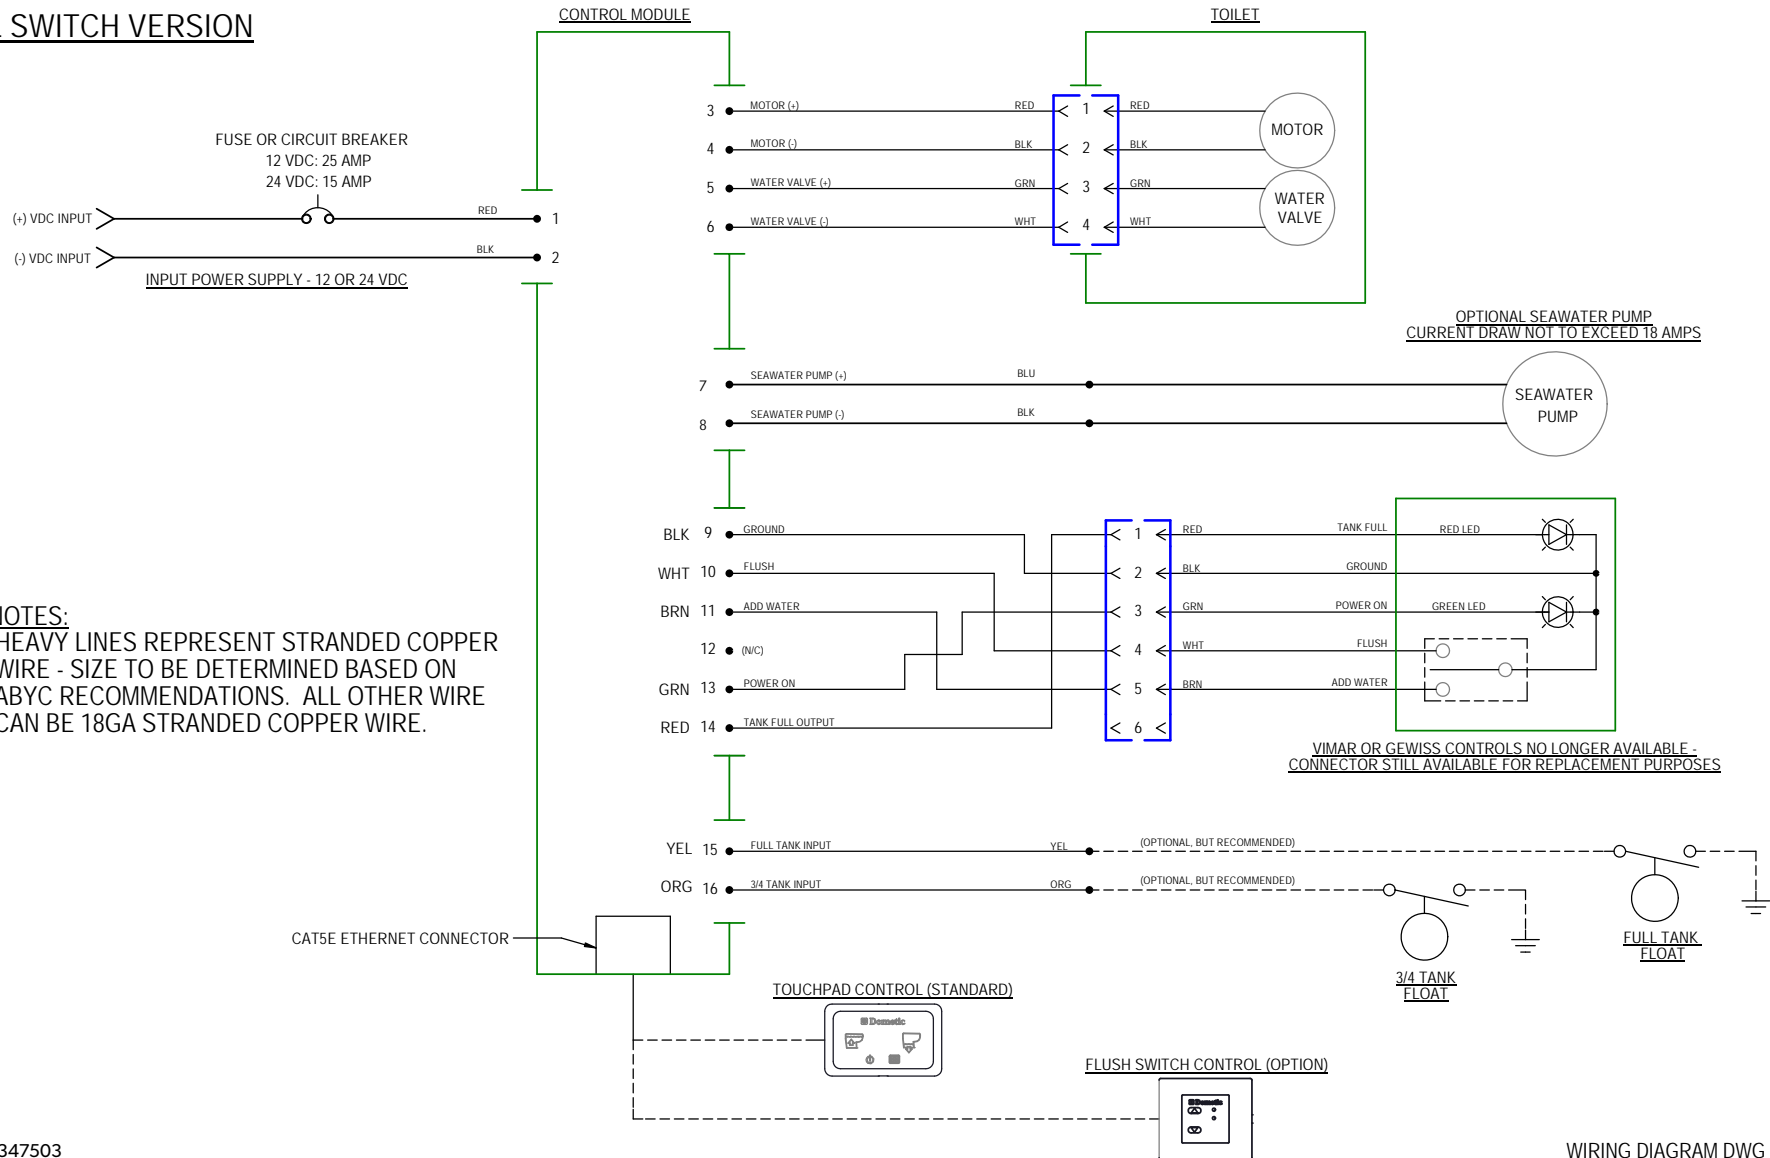 SWITCH VERSION
CONTROL MODULE
TOILET
FUSE OR CIRCUIT BREAKER
12 VDC: 25 AMP
24 VDC: 15 AMP
(+) VDC INPUT
RED
1
(-) VDC INPUT
BLK
2
INPUT POWER SUPPLY - 12 OR 24 VDC
3 MOTOR (+) RED 1 RED
4 MOTOR (-) BLK 2 BLK
MOTOR
5 WATER VALVE (+) GRN 3 GRN
6 WATER VALVE (-) WHT 4 WHT
WATER
VALVE
OPTIONAL SEAWATER PUMP
CURRENT DRAW NOT TO EXCEED 18 AMPS
7 SEAWATER PUMP (+) BLU
8 SEAWATER PUMP (-) BLK
SEAWATER
PUMP
BLK 9 GROUND 1 RED TANK FULL RED LED
WHT 10 FLUSH 2 BLK GROUND
BRN 11 ADD WATER 3 GRN POWER ON GREEN LED
12 (N/C) 4 WHT FLUSH
GRN 13 POWER ON 5 BRN ADD WATER
RED 14 TANK FULL OUTPUT 6
VIMAR OR GEWISS CONTROLS NO LONGER AVAILABLE -
CONNECTOR STILL AVAILABLE FOR REPLACEMENT PURPOSES
NOTES:
HEAVY LINES REPRESENT STRANDED COPPER
WIRE - SIZE TO BE DETERMINED BASED ON
ABYC RECOMMENDATIONS. ALL OTHER WIRE
CAN BE 18GA STRANDED COPPER WIRE.
YEL 15 FULL TANK INPUT YEL (OPTIONAL, BUT RECOMMENDED)
ORG 16 3/4 TANK INPUT ORG (OPTIONAL, BUT RECOMMENDED)
FULL TANK
FLOAT
3/4 TANK
FLOAT
CAT5E ETHERNET CONNECTOR
TOUCHPAD CONTROL (STANDARD)
Dometic
FLUSH SWITCH CONTROL (OPTION)
Dometic
347503
WIRING DIAGRAM DWG